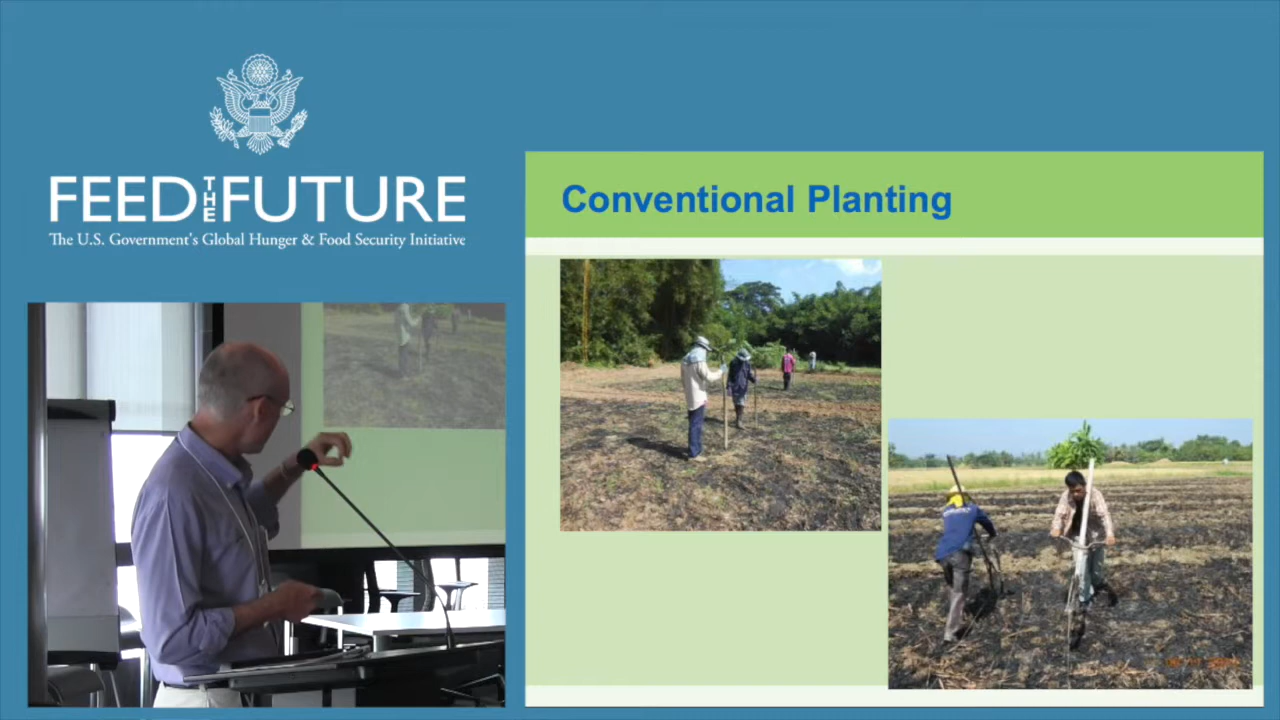 FEED THE FUTURE
The U.S. Government's Global Hunger & Food Security Initiative
Conventional Planting